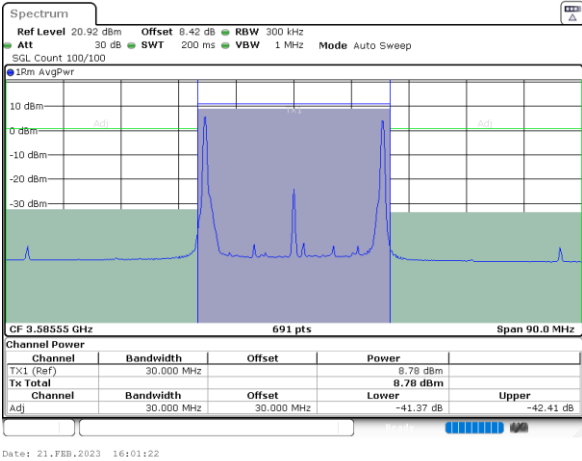 Spectrum
Ref Level 20.92 dBm Offset 8.42 dB RBW 300 kHz
Att 30 dB SWT 200 ms VBW 1 MHz Mode Auto Sweep
SGL Count 100/100
1Rm AvgPwr
10 dBm
Adj TX1 Adj
0 dBm
-10 dBm
-20 dBm
-30 dBm
CF 3.58555 GHz 691 pts Span 90.0 MHz
Channel Power
Channel Bandwidth Offset Power
TX1 (Ref) 30.000 MHz 8.78 dBm
Tx Total 8.78 dBm
Channel Bandwidth Offset Lower Upper
Adj 30.000 MHz 30.000 MHz -41.37 dB -42.41 dB
Ready
Date: 21.FEB.2023 16:01:22